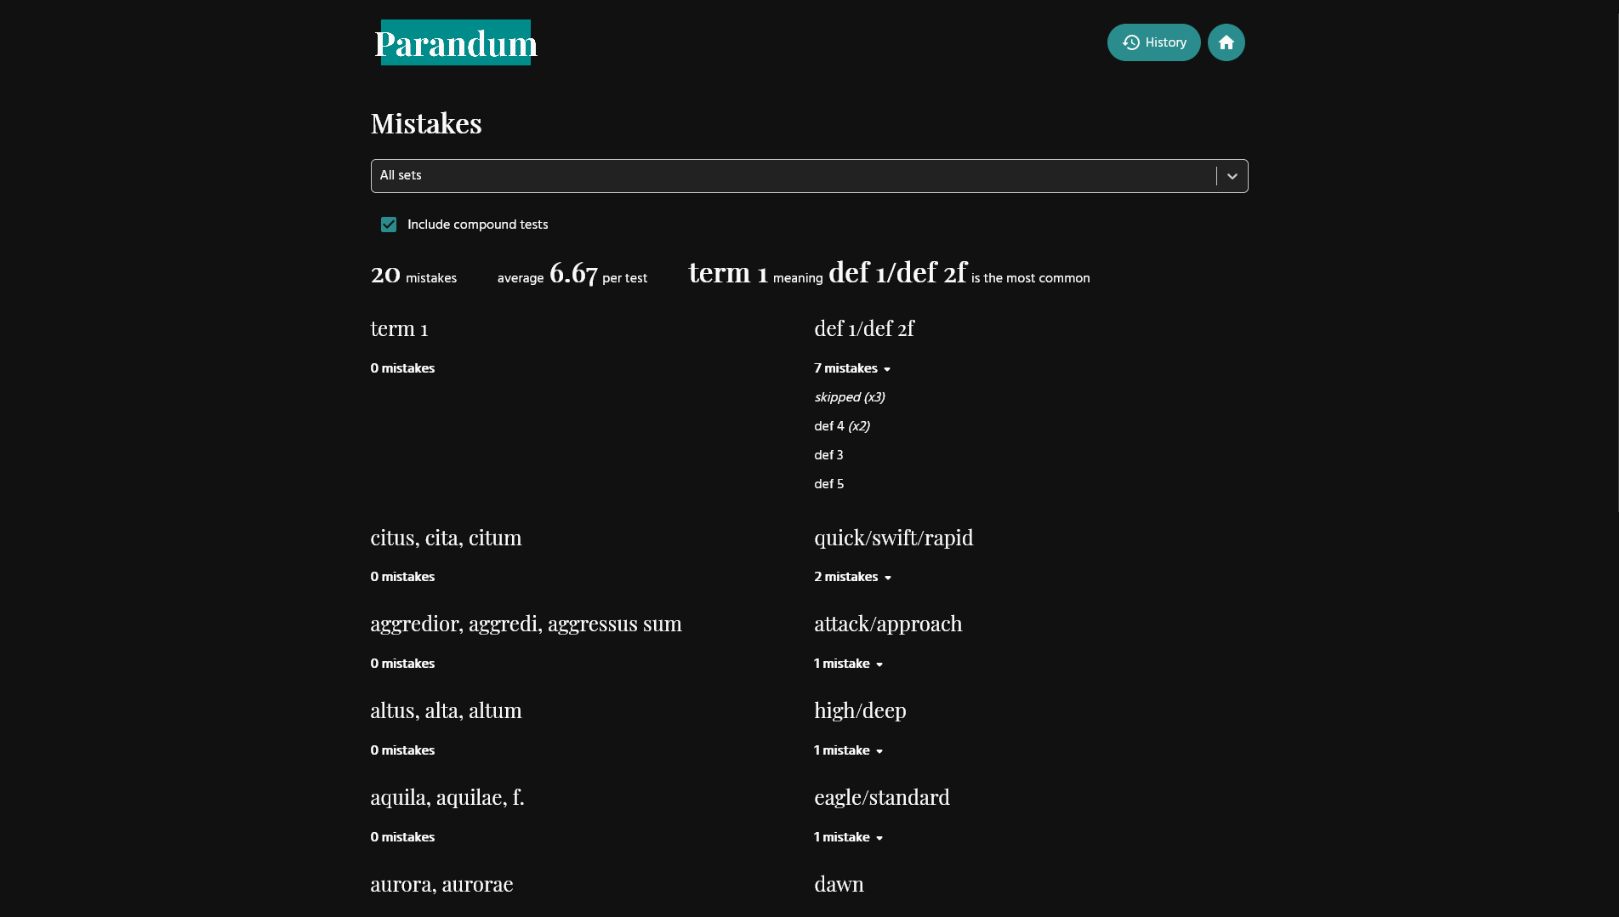 Parandum
History
Mistakes
All sets
Include compound tests
20 mistakes average 6.67 per test term 1 meaning def 1/def 2f is the most common
term 1 def 1/def 2f
0 mistakes 7 mistakes
skipped (x3)
def 4 (x2)
def 3
def 5
citus, cita, citum quick/swift/rapid
0 mistakes 2 mistakes
aggredior, aggredi, aggressus sum attack/approach
0 mistakes 1 mistake
altus, alta, altum high/deep
0 mistakes 1 mistake
aquila, aquilae, f. eagle/standard
0 mistakes 1 mistake
aurora, aurorae dawn